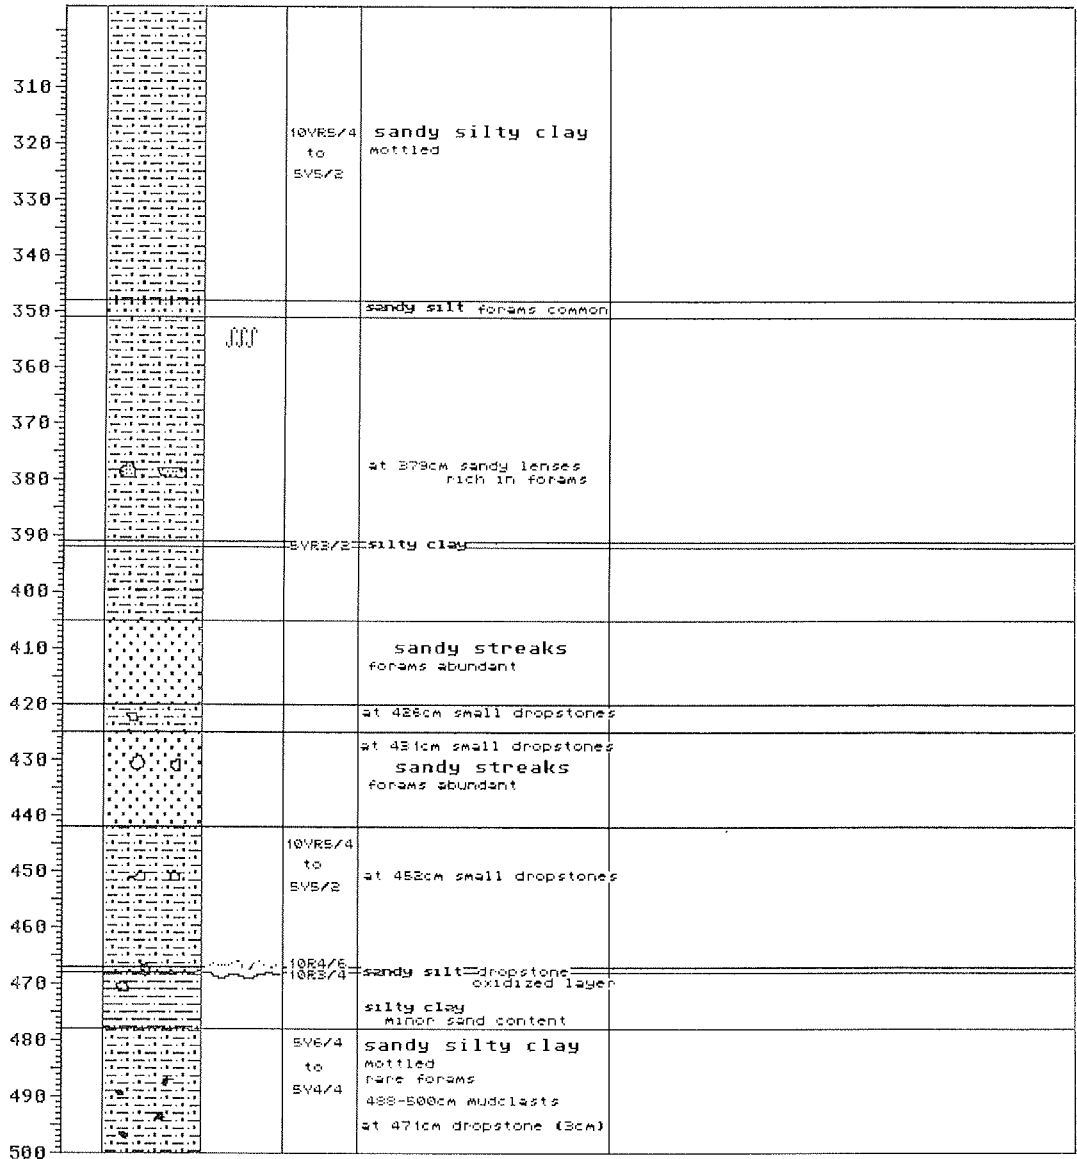 310
10YR5/4 sandy silty clay
320
to mottled
5Y5/2
330
340
350 sandy silt forams common
360
370
at 379cm sandy lenses
380 rich in forams
390
5YR3/2 silty clay
400
410 sandy streaks
forams abundant
420
at 426cm small dropstones
at 431cm small dropstones
430 sandy streaks
forams abundant
440
10YR5/4
to
450 at 452cm small dropstones
5Y5/2
460
10R4/6
10R3/4 sandy silt dropstone
470 oxidized layer
silty clay
minor sand content
480 5Y6/4 sandy silty clay
to mottled
rare forams
5Y4/4
490 488-500cm mudclasts
at 471cm dropstone (3cm)
500